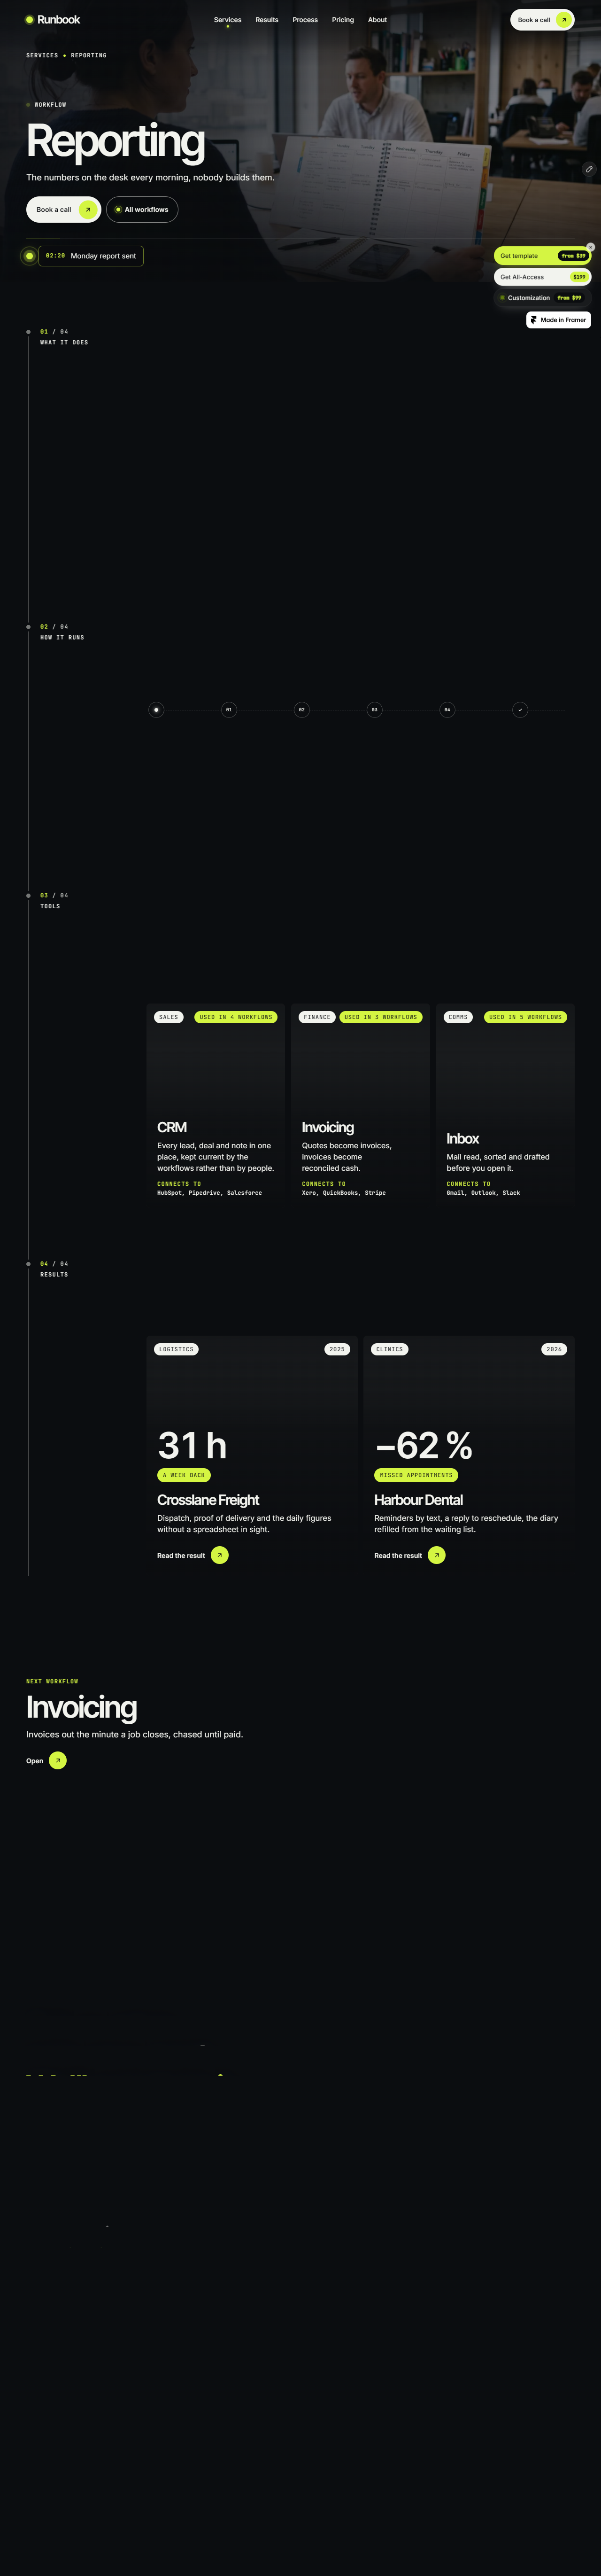 Runbook
Services
Results
Process
Pricing
About
Book a call
SERVICES • REPORTING
WORKFLOW
Reporting
The numbers on the desk every morning, nobody builds them.
Book a call
All workflows
02:20 Monday report sent
Get template from $39
Get All-Access $199
Customization from $99
Made in Framer
01 / 04
WHAT IT DOES
02 / 04
HOW IT RUNS
01
02
03
04
03 / 04
TOOLS
SALES
USED IN 4 WORKFLOWS
CRM
Every lead, deal and note in one
place, kept current by the
workflows rather than by people.
CONNECTS TO
HubSpot, Pipedrive, Salesforce
FINANCE
USED IN 3 WORKFLOWS
Invoicing
Quotes become invoices,
invoices become
reconciled cash.
CONNECTS TO
Xero, QuickBooks, Stripe
COMMS
USED IN 5 WORKFLOWS
Inbox
Mail read, sorted and drafted
before you open it.
CONNECTS TO
Gmail, Outlook, Slack
04 / 04
RESULTS
LOGISTICS
2025
31 h
A WEEK BACK
Crosslane Freight
Dispatch, proof of delivery and the daily figures
without a spreadsheet in sight.
Read the result
CLINICS
2026
−62 %
MISSED APPOINTMENTS
Harbour Dental
Reminders by text, a reply to reschedule, the diary
refilled from the waiting list.
Read the result
NEXT WORKFLOW
Invoicing
Invoices out the minute a job closes, chased until paid.
Open